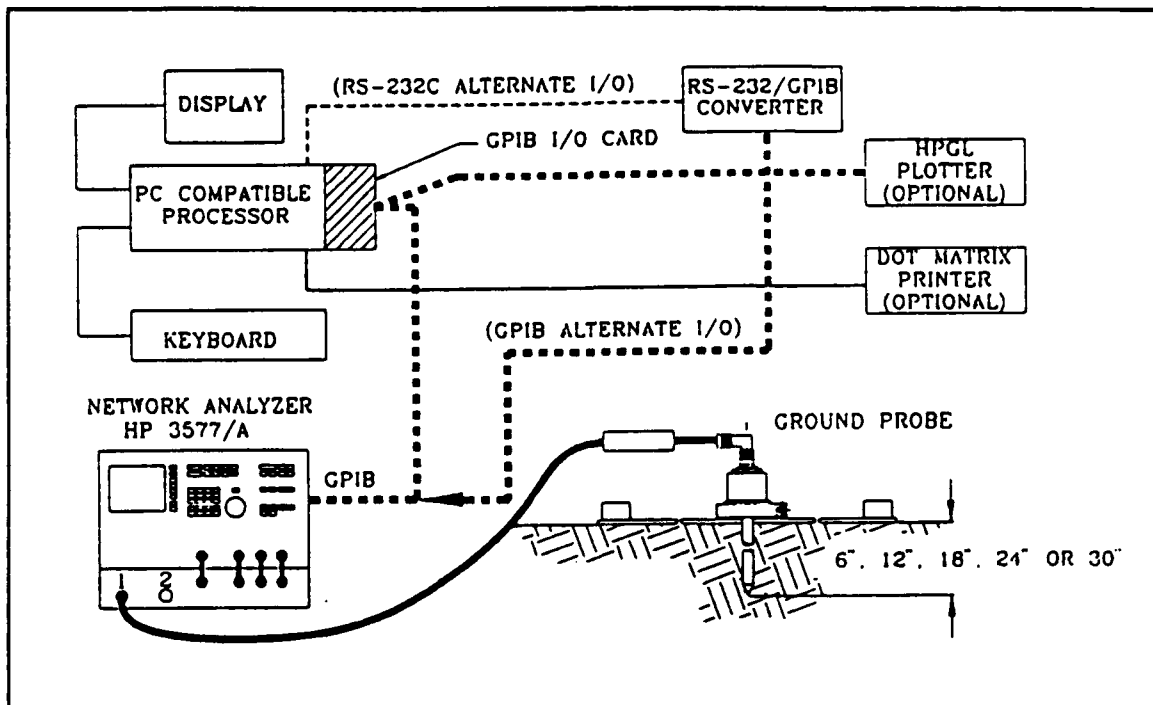 DISPLAY
(RS-232C ALTERNATE I/O)
RS-232/GPIB
CONVERTER
GPIB I/O CARD
HPGL
PLOTTER
(OPTIONAL)
PC COMPATIBLE
PROCESSOR
DOT MATRIX
PRINTER
(OPTIONAL)
KEYBOARD
(GPIB ALTERNATE I/O)
NETWORK ANALYZER
HP 3577/A
GROUND PROBE
GPIB
6", 12", 18", 24" OR 30"
1 2